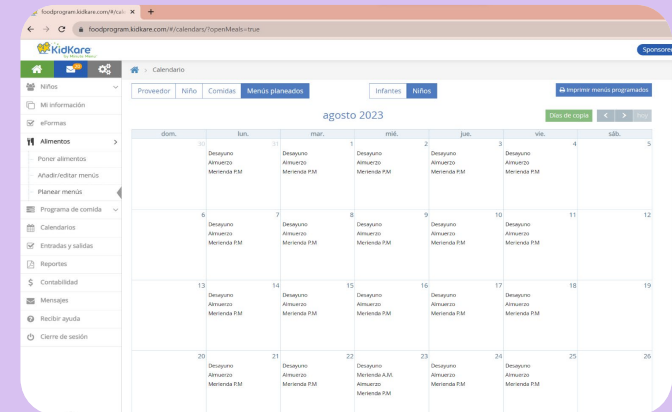 foodprogram.kidkare.com/#/cale
foodprogram.kidkare.com/#/calendars/?openMeals=true
KidKare
by Minute Menu
Sponsored
Calendario
Niños
Mi información
eFormas
Alimentos
Poner alimentos
Añadir/editar menús
Planear menús
Programa de comida
Calendarios
Entradas y salidas
Reportes
$ Contabilidad
Mensajes
Recibir ayuda
Cierre de sesión
Proveedor Niño Comidas Menús planeados Infantes Niños Imprimir menús programados
agosto 2023 Días de copia < > Hoy
dom. lun. mar. mié. jue. vie. sáb.
30 31 1 2 3 4 5
Desayuno Desayuno Desayuno Desayuno Desayuno
Almuerzo Almuerzo Almuerzo Almuerzo Almuerzo
Merienda P.M Merienda P.M Merienda P.M Merienda P.M Merienda P.M
6 7 8 9 10 11 12
Desayuno Desayuno Desayuno Desayuno Desayuno
Almuerzo Almuerzo Almuerzo Almuerzo Almuerzo
Merienda P.M Merienda P.M Merienda P.M Merienda P.M Merienda P.M
13 14 15 16 17 18 19
Desayuno Desayuno Desayuno Desayuno Desayuno
Almuerzo Almuerzo Almuerzo Almuerzo Almuerzo
Merienda P.M Merienda P.M Merienda P.M Merienda P.M Merienda P.M
20 21 22 23 24 25 26
Desayuno Desayuno Desayuno Desayuno Desayuno
Almuerzo Almuerzo Merienda A.M. Almuerzo Almuerzo
Merienda P.M Merienda P.M Almuerzo Merienda P.M Merienda P.M
Merienda P.M